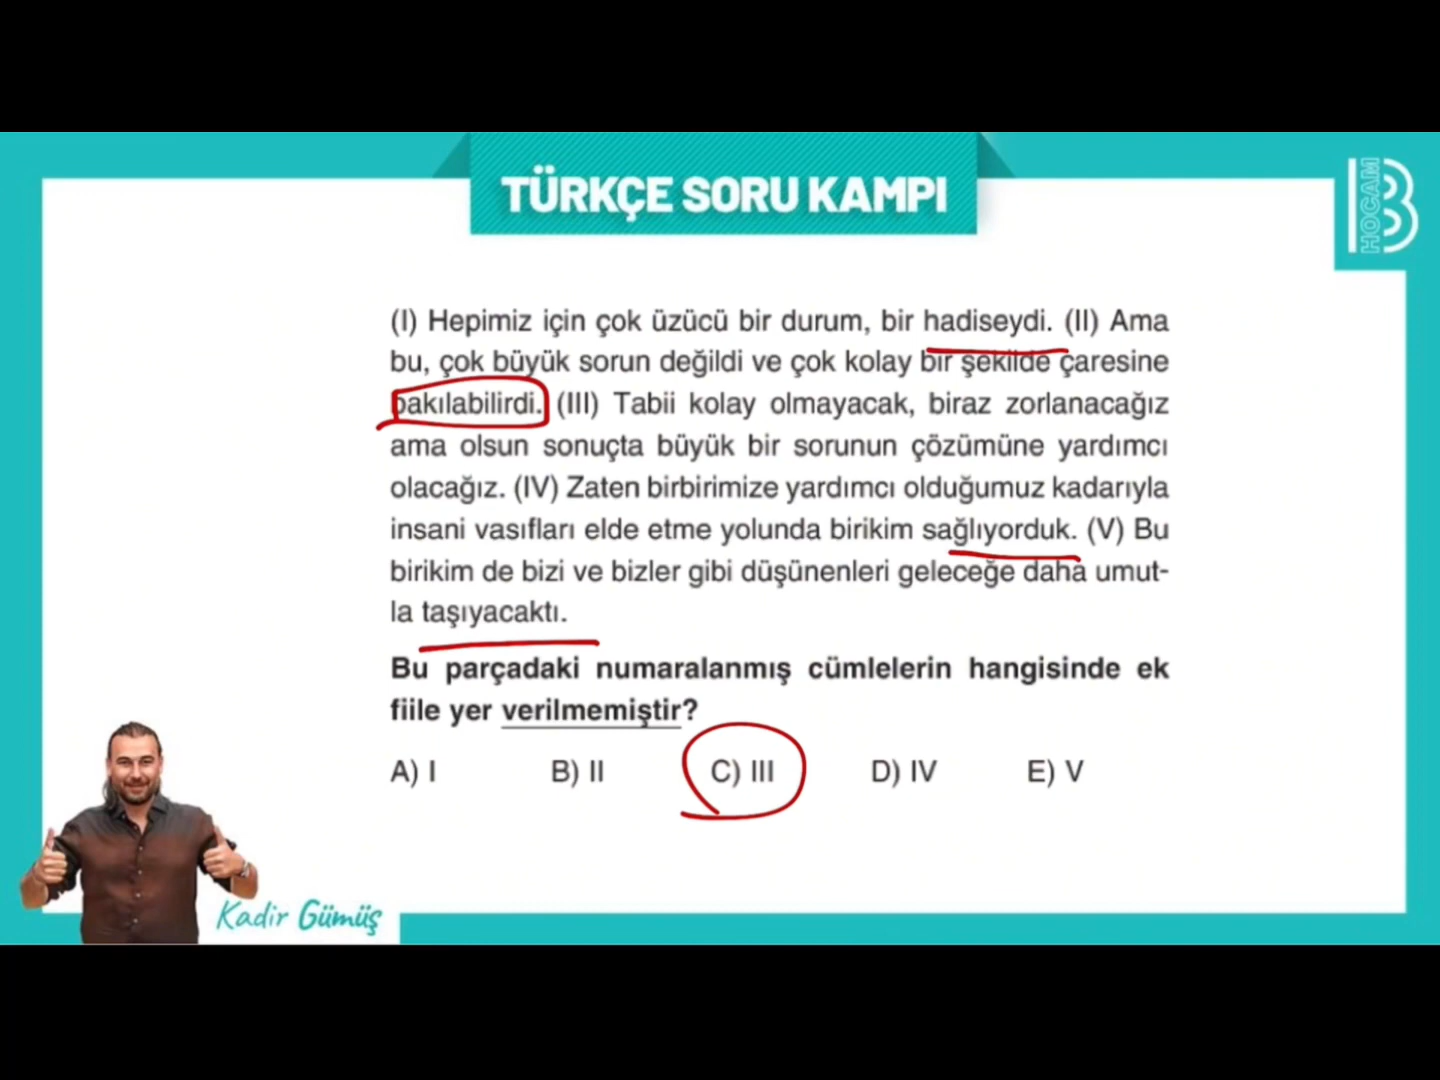 TÜRKÇE SORU KAMPI
B HOCAM
(I) Hepimiz için çok üzücü bir durum, bir hadiseydi. (II) Ama
bu, çok büyük sorun değildi ve çok kolay bir şekilde çaresine
bakılabilirdi. (III) Tabii kolay olmayacak, biraz zorlanacağız
ama olsun sonuçta büyük bir sorunun çözümüne yardımcı
olacağız. (IV) Zaten birbirimize yardımcı olduğumuz kadarıyla
insani vasıfları elde etme yolunda birikim sağlıyorduk. (V) Bu
birikim de bizi ve bizler gibi düşünenleri geleceğe daha umut-
la taşıyacaktı.
Bu parçadaki numaralanmış cümlelerin hangisinde ek
fiile yer verilmemiştir?
A) I B) II C) III D) IV E) V
Kadir Gümüş